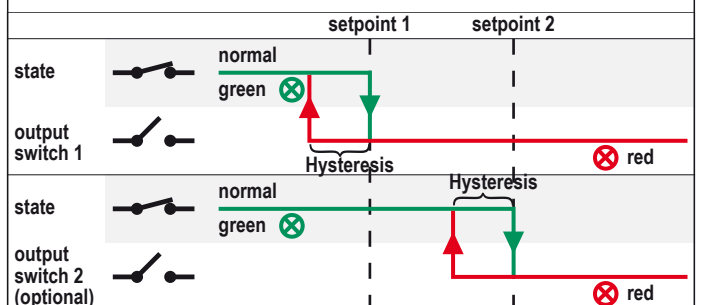 setpoint 1 setpoint 2
normal
state
green
output
switch 1
Hysteresis
red
Hysteresis
normal
state
green
output
switch 2
(optional)
red